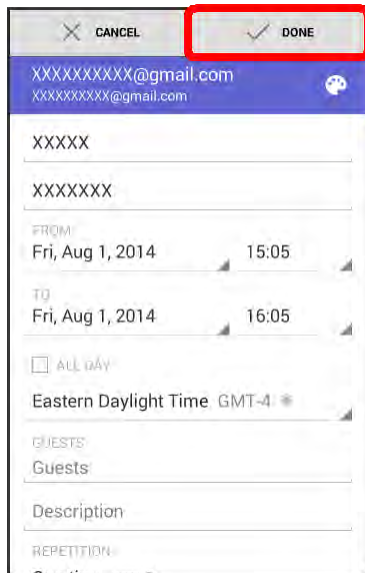 CANCEL DONE
XXXXXXXXXX@gmail.com
XXXXXXXXXX@gmail.com
XXXXX
XXXXXXX
FROM
Fri, Aug 1, 2014 15:05
TO
Fri, Aug 1, 2014 16:05
ALL DAY
Eastern Daylight Time GMT-4
GUESTS
Guests
Description
REPETITION